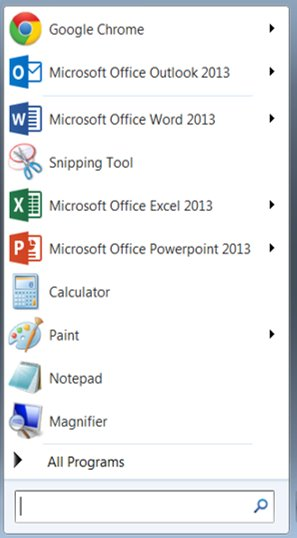 Google Chrome
Microsoft Office Outlook 2013
Microsoft Office Word 2013
Snipping Tool
Microsoft Office Excel 2013
Microsoft Office Powerpoint 2013
Calculator
Paint
Notepad
Magnifier
All Programs